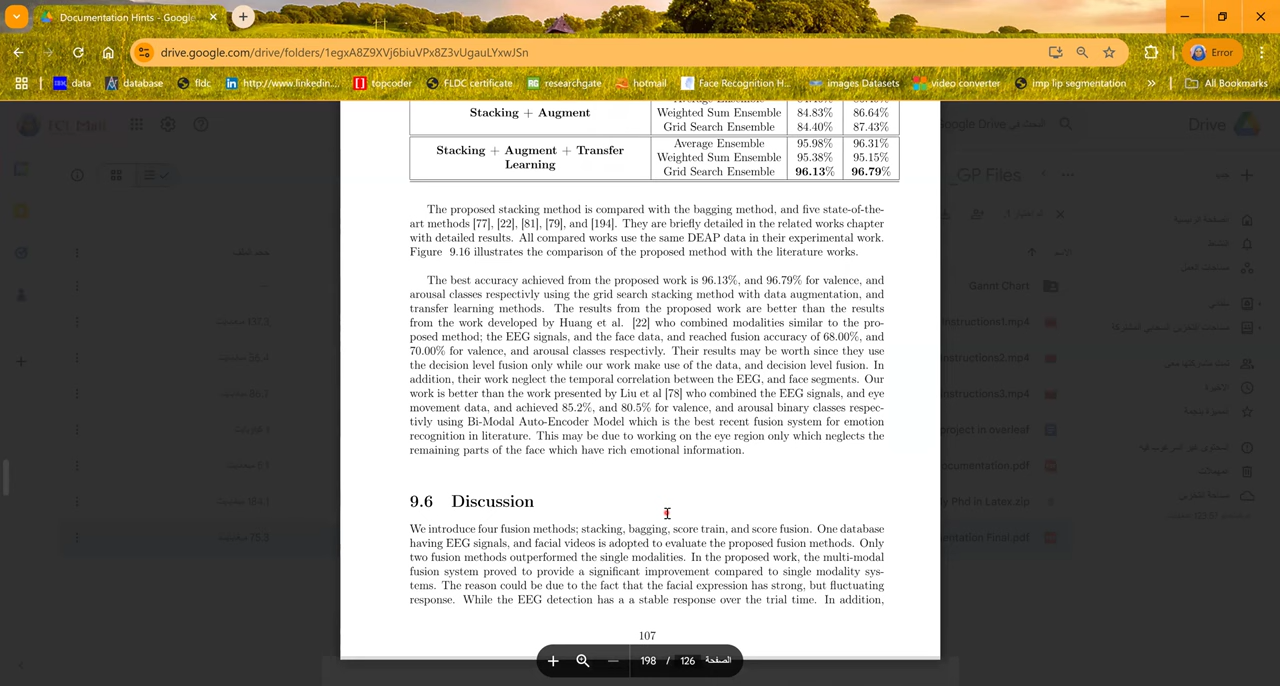 Documentation Hints - Google
drive.google.com/drive/folders/1egxA8Z9XVj6biuVPx8Z3vUgauLYxwJSn
Error
data
database
fldc
http://www.linkedin...
topcoder
FLDC certificate
researchgate
hotmail
Face Recognition H...
images Datasets
video converter
imp lip segmentation
All Bookmarks
Stacking + Augment
Weighted Sum Ensemble 84.83% 86.64%
Grid Search Ensemble 84.40% 87.43%
Stacking + Augment + Transfer Learning
Average Ensemble 95.98% 96.31%
Weighted Sum Ensemble 95.38% 95.15%
Grid Search Ensemble 96.13% 96.79%
The proposed stacking method is compared with the bagging method, and five state-of-the-
art methods [77], [22], [81], [79], and [194]. They are briefly detailed in the related works chapter
with detailed results. All compared works use the same DEAP data in their experimental work.
Figure 9.16 illustrates the comparison of the proposed method with the literature works.
The best accuracy achieved from the proposed work is 96.13%, and 96.79% for valence, and
arousal classes respectivly using the grid search stacking method with data augmentation, and
transfer learning methods. The results from the proposed work are better than the results
from the work developed by Huang et al. [22] who combined modalities similar to the pro-
posed method; the EEG signals, and the face data, and reached fusion accuracy of 68.00%, and
70.00% for valence, and arousal classes respectivly. Their results may be worth since they use
the decision level fusion only while our work make use of the data, and decision level fusion. In
addition, their work neglect the temporal correlation between the EEG, and face segments. Our
work is better than the work presented by Liu et al [78] who combined the EEG signals, and eye
movement data, and achieved 85.2%, and 80.5% for valence, and arousal binary classes respec-
tivly using Bi-Modal Auto-Encoder Model which is the best recent fusion system for emotion
recognition in literature. This may be due to working on the eye region only which neglects the
remaining parts of the face which have rich emotional information.
9.6 Discussion
We introduce four fusion methods; stacking, bagging, score train, and score fusion. One database
having EEG signals, and facial videos is adopted to evaluate the proposed fusion methods. Only
two fusion methods outperformed the single modalities. In the proposed work, the multi-modal
fusion system proved to provide a significant improvement compared to single modality sys-
tems. The reason could be due to the fact that the facial expression has strong, but fluctuating
response. While the EEG detection has a a stable response over the trial time. In addition,
107
الصفحة 126 / 198
Drive
_GP Files
الاسم
Gannt Chart
nstructions1.mp4
nstructions2.mp4
nstructions3.mp4
project in overleaf
ocumentation.pdf
y Phd in Latex.zip
entation Final.pdf